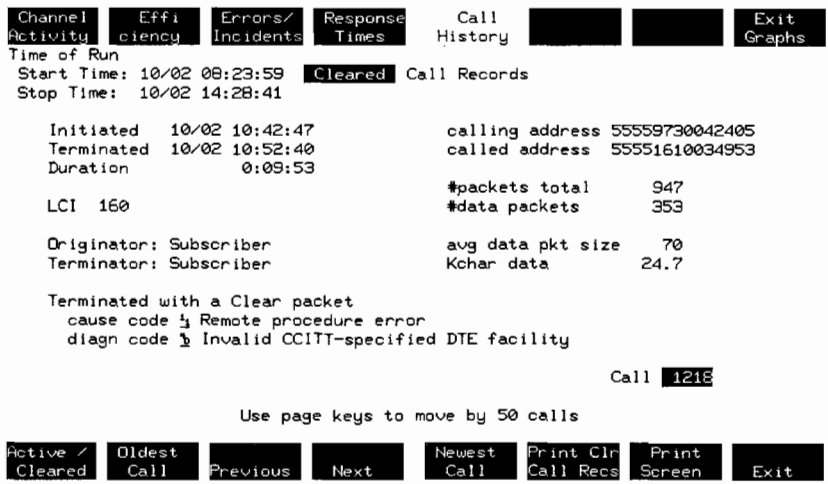 Channel Effi Errors/ Response Call Exit
Activity ciency Incidents Times History Graphs
Time of Run
Start Time: 10/02 08:23:59 Cleared Call Records
Stop Time: 10/02 14:28:41
Initiated 10/02 10:42:47 calling address 55559730042405
Terminated 10/02 10:52:40 called address 55551610034953
Duration 0:09:53
#packets total 947
LCI 160 #data packets 353
Originator: Subscriber avg data pkt size 70
Terminator: Subscriber Kchar data 24.7
Terminated with a Clear packet
cause code Remote procedure error
diagn code Invalid CCITT-specified DTE facility
Call 1218
Use page keys to move by 50 calls
Active / Oldest Newest Print Clr Print
Cleared Call Previous Next Call Call Recs Screen Exit